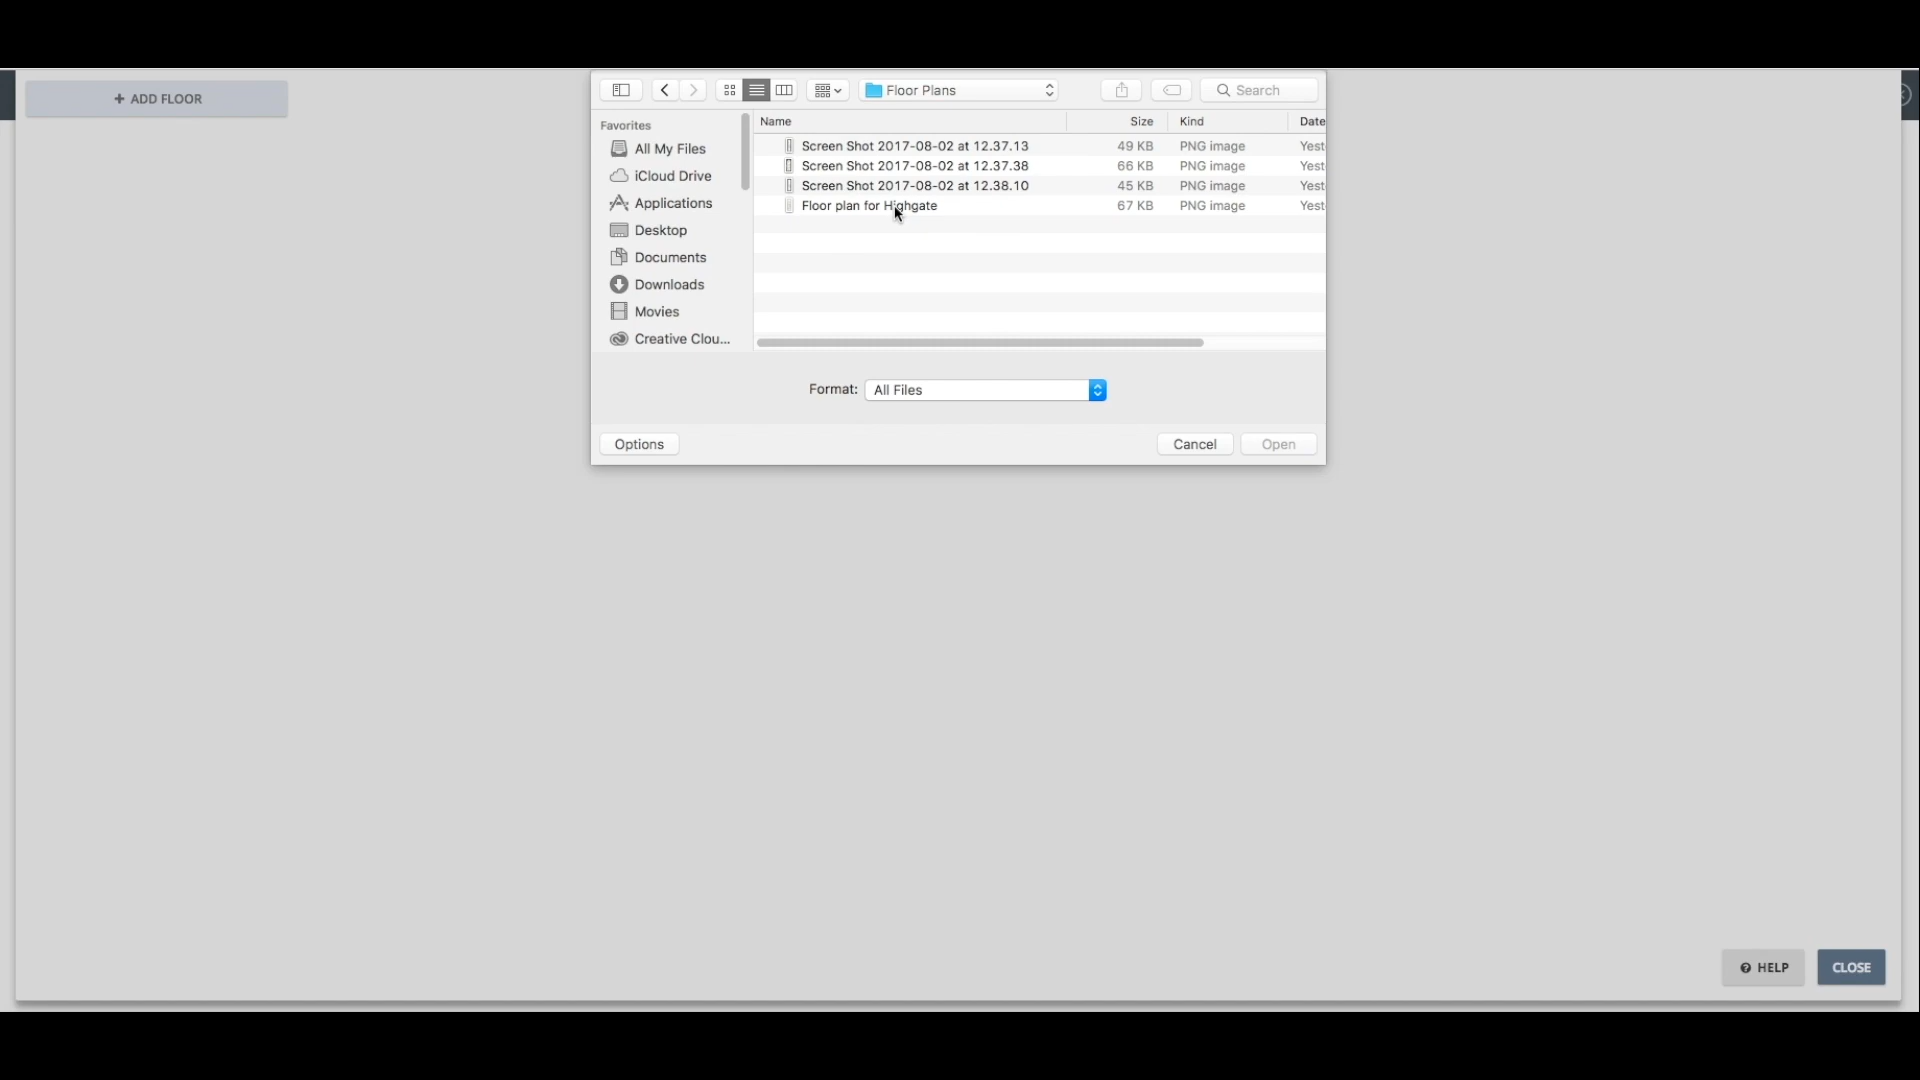 + ADD FLOOR
Floor Plans
Search
Favorites
All My Files
iCloud Drive
Applications
Desktop
Documents
Downloads
Movies
Creative Clou...
Name Size Kind Date
Screen Shot 2017-08-02 at 12.37.13 49 KB PNG image Yest
Screen Shot 2017-08-02 at 12.37.38 66 KB PNG image Yest
Screen Shot 2017-08-02 at 12.38.10 45 KB PNG image Yest
Floor plan for Highgate 67 KB PNG image Yest
Format: All Files
Options
Cancel
Open
HELP
CLOSE